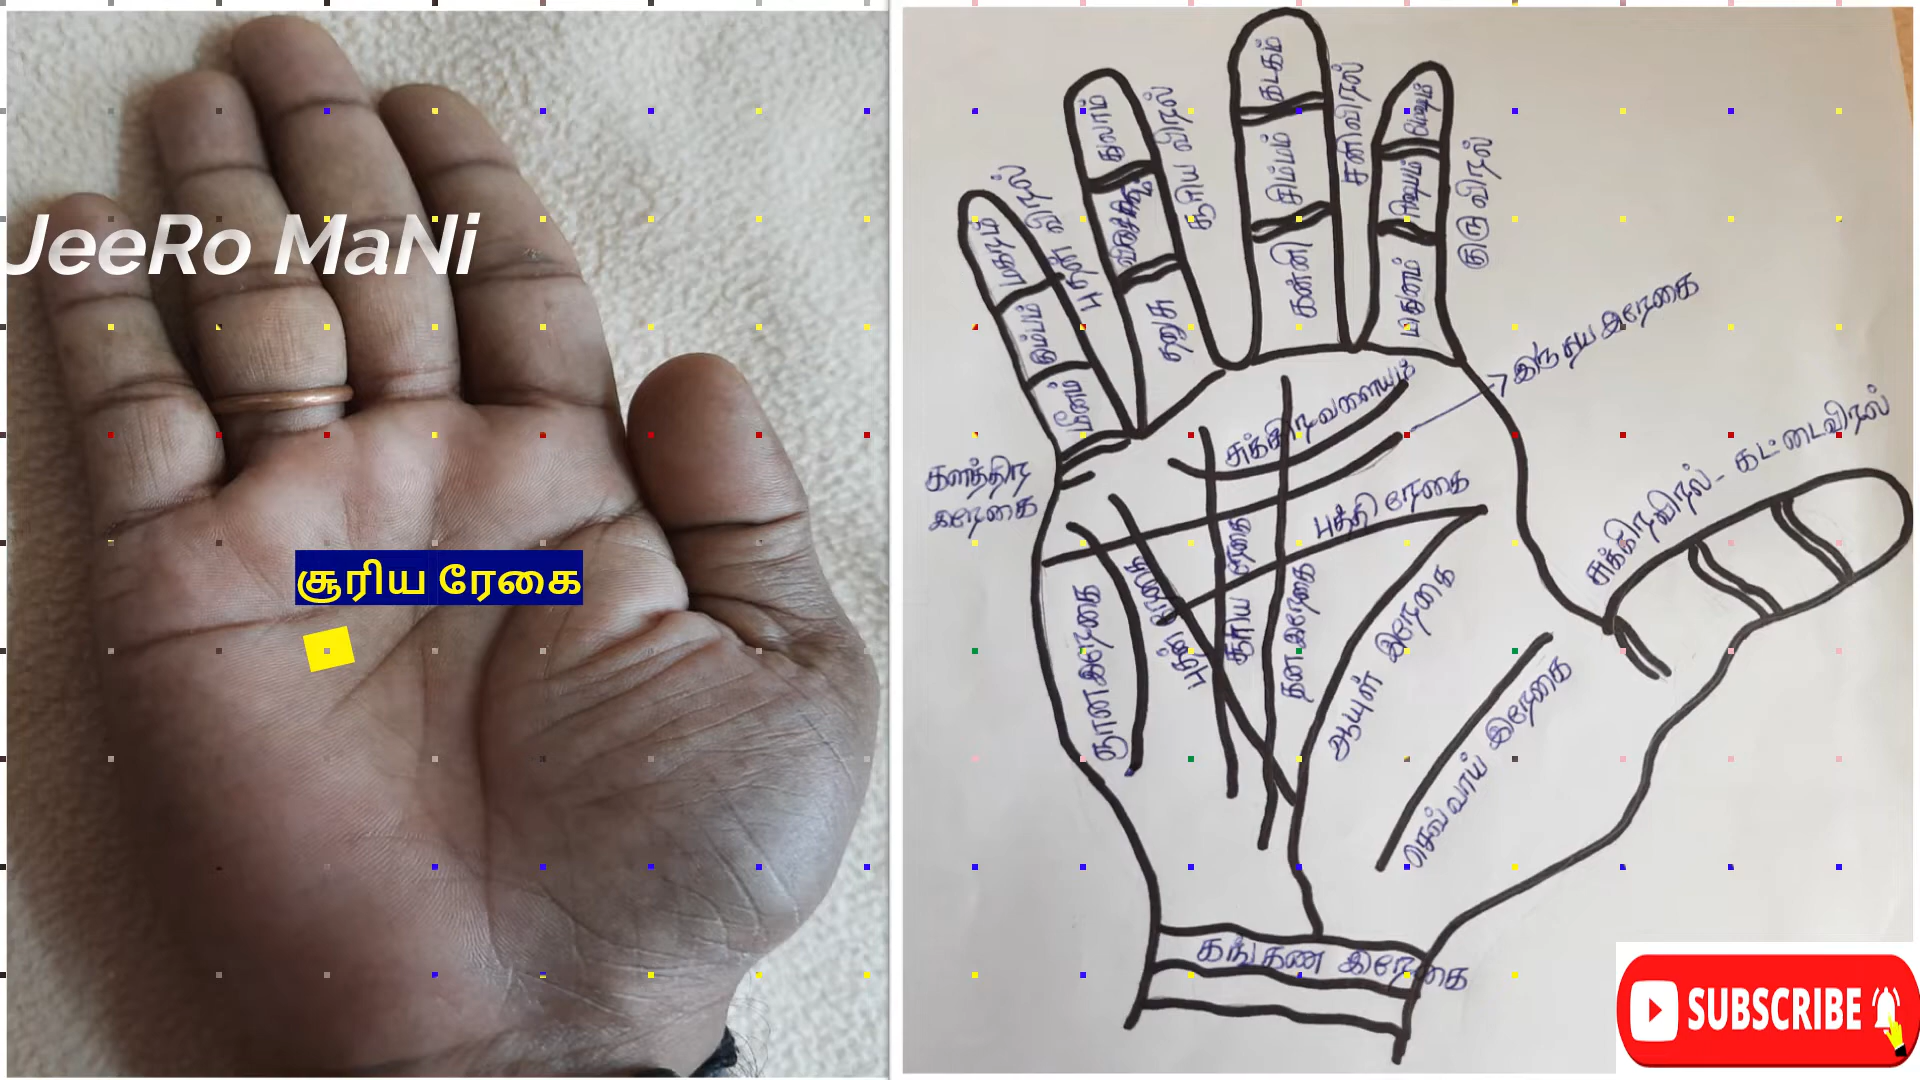 JeeRo MaNi
சூரிய ரேகை
மகரம்
கும்பம்
மீனம்
புதன் விரல்
துலாம்
விருச்சிகம்
தனுசு
சூரிய விரல்
கடகம்
சிம்மம்
கன்னி
சனிவிரல்
மேஷம்
ரிஷபம்
மிதுனம்
குரு விரல்
இருதய இரேகை
சுக்கிரவிரல் - கட்டைவிரல்
சுக்கிரவளையம்
களத்திர
இரேகை
புத்தி ரேகை
ஞான இரேகை
புதன் ரேகை
சூரிய ரேகை
தன இரேகை
ஆயுள் இரேகை
செவ்வாய் இரேகை
கங்கண இரேகை
SUBSCRIBE